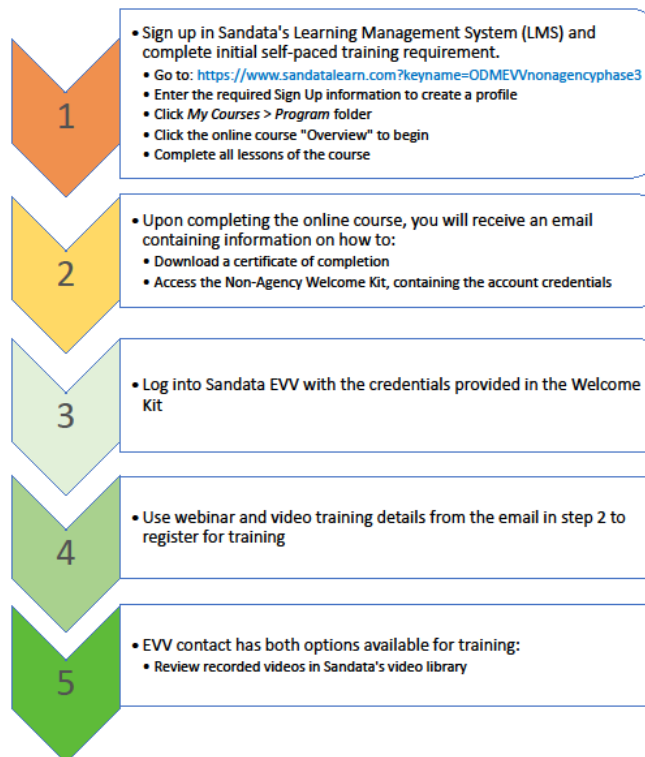 • Sign up in Sandata's Learning Management System (LMS) and
complete initial self-paced training requirement.
• Go to: https://www.sandatalearn.com?keyname=ODMEVVnonagencyphase3
• Enter the required Sign Up information to create a profile
• Click My Courses > Program folder
• Click the online course "Overview" to begin
• Complete all lessons of the course
1
• Upon completing the online course, you will receive an email
containing information on how to:
• Download a certificate of completion
• Access the Non-Agency Welcome Kit, containing the account credentials
2
• Log into Sandata EVV with the credentials provided in the Welcome
Kit
3
• Use webinar and video training details from the email in step 2 to
register for training
4
• EVV contact has both options available for training:
• Review recorded videos in Sandata's video library
5